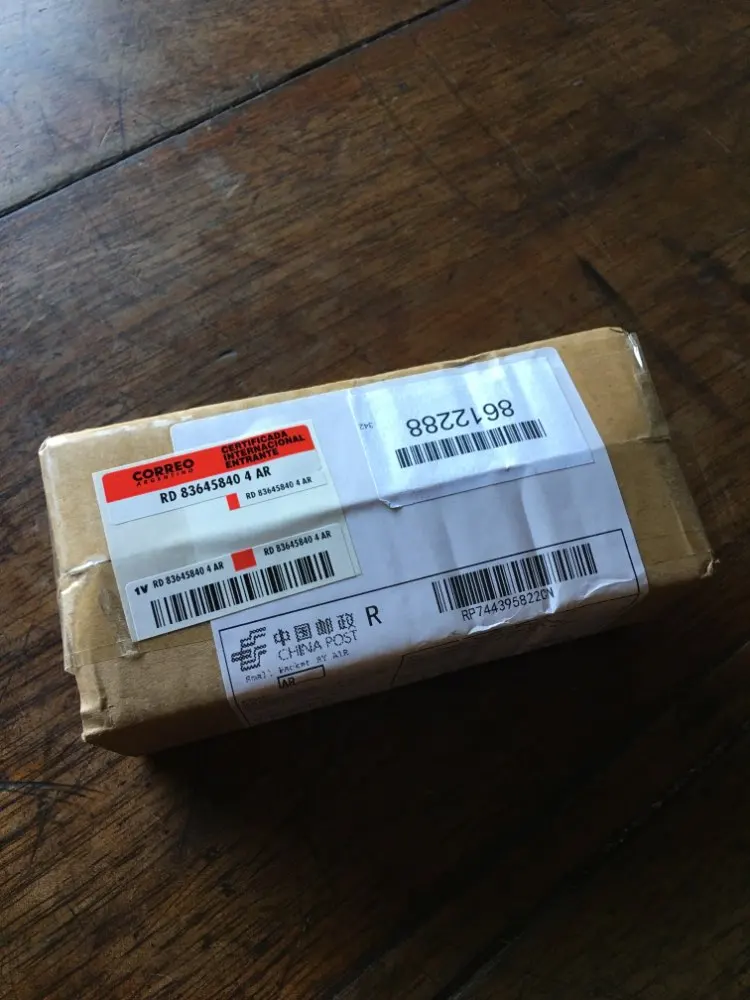 CORREO
ARGENTINO
CERTIFICADA
INTERNACIONAL
ENTRANTE
RD 83645840 4 AR
RD 83645840 4 AR
1V RD 83645840 4 AR
RD 83645840 4 AR
342
8612288
中国邮政
CHINA POST
R
RP744395822CN
Small Packet BY AIR
AR